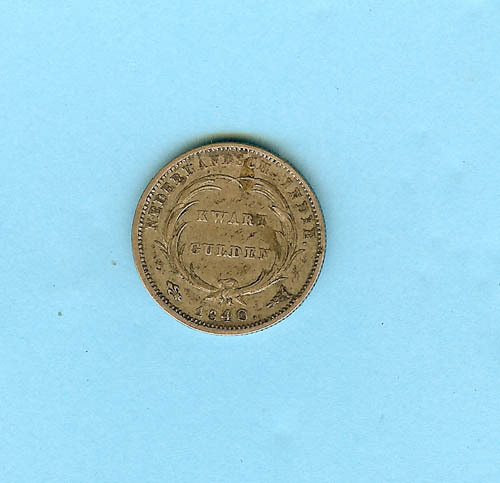 NEDERLANDSCH INDIE
KWART
GULDEN
1840